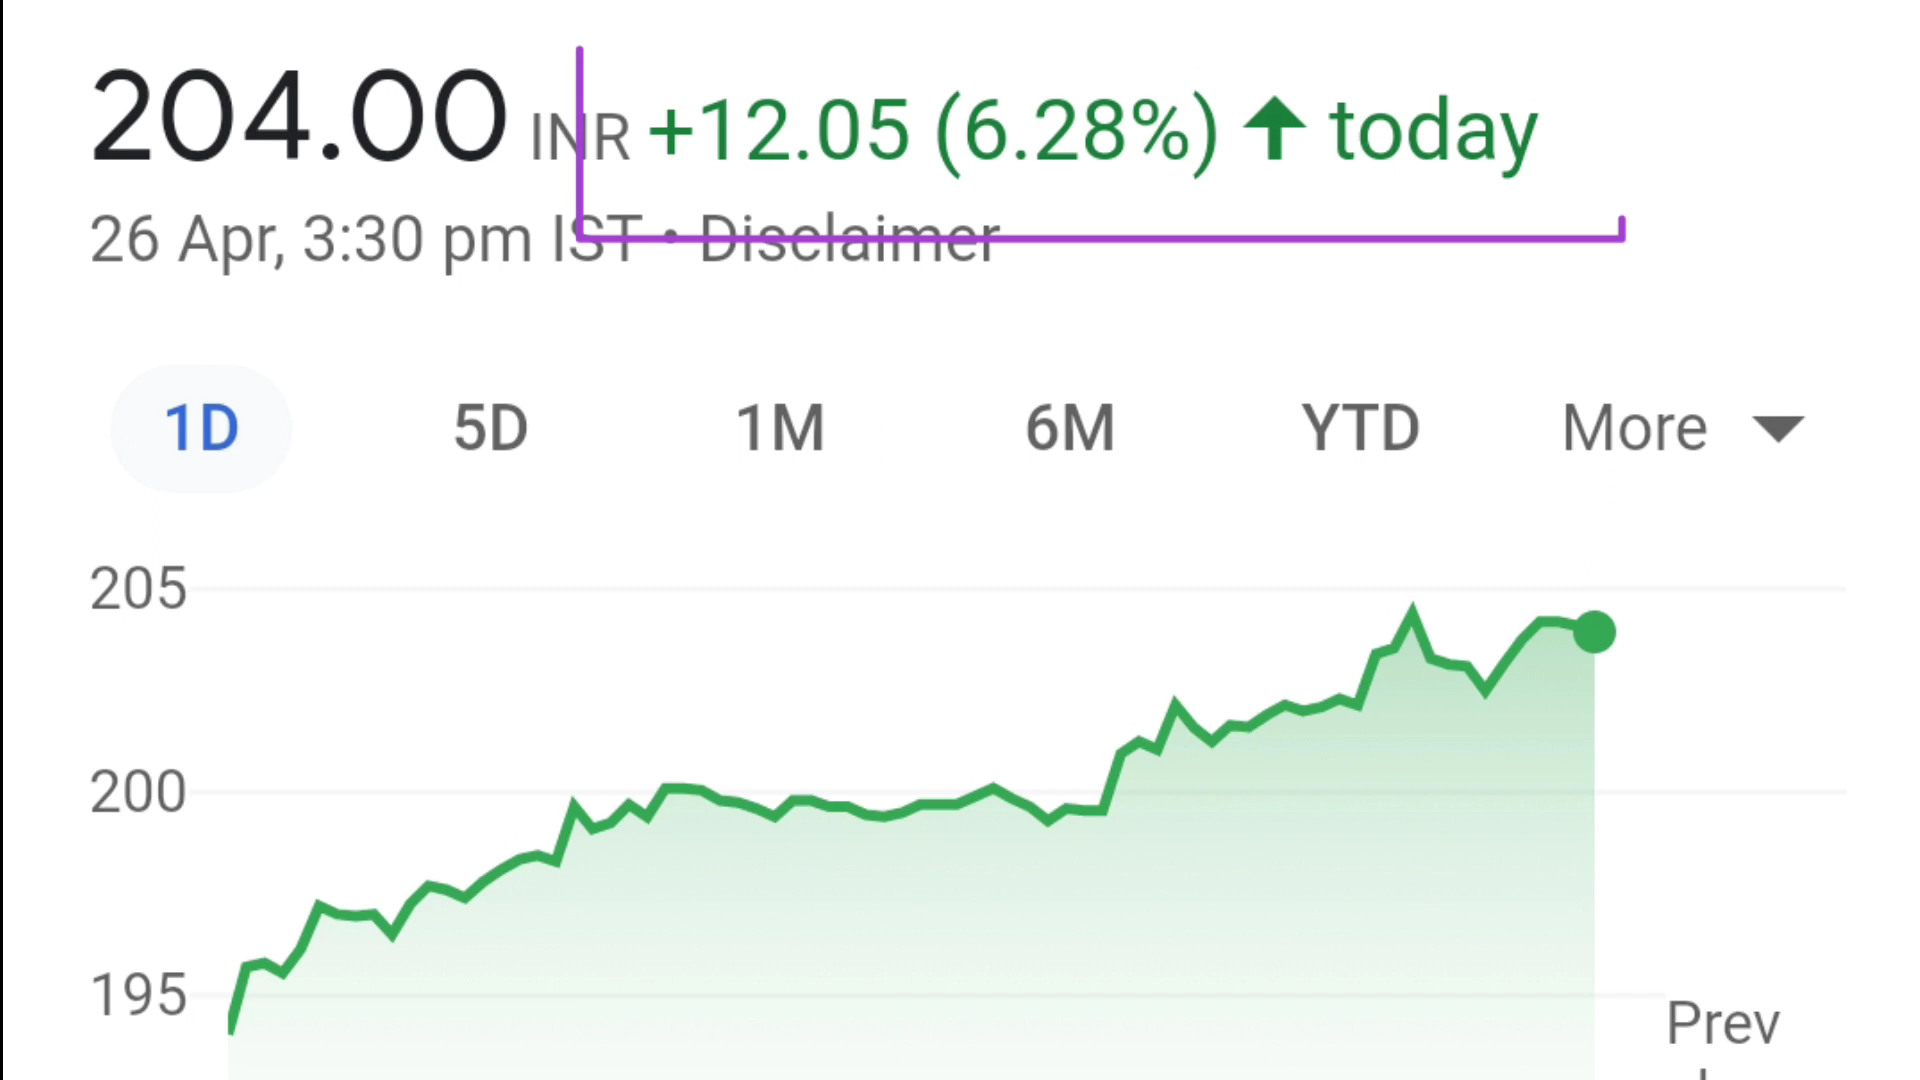 204.00 INR +12.05 (6.28%) ↑ today
26 Apr, 3:30 pm IST • Disclaimer
1D 5D 1M 6M YTD More
205
200
195
Prev